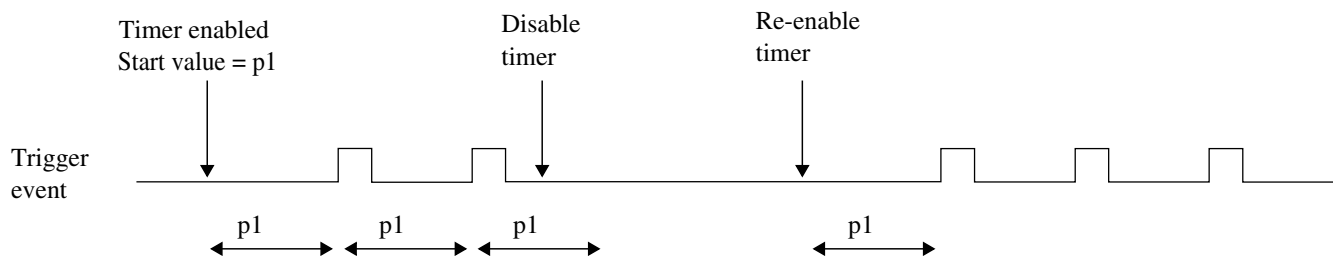 Timer enabled
Start value = p1
Disable
timer
Re-enable
timer
Trigger
event
p1
p1
p1
p1